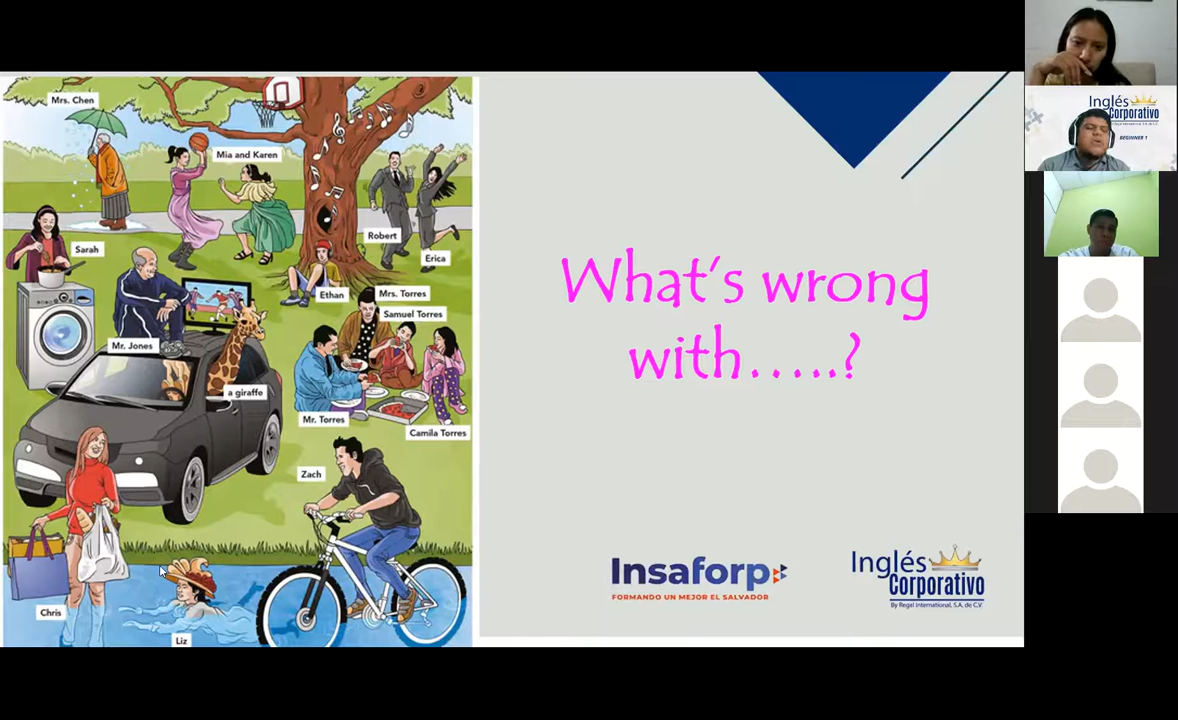 Mrs. Chen
Mia and Karen
Robert
Erica
Sarah
Ethan
Mrs. Torres
Samuel Torres
Mr. Jones
a giraffe
Mr. Torres
Camila Torres
Zach
Chris
Liz
What's wrong
with.....?
Insaforp
FORMANDO UN MEJOR EL SALVADOR
Inglés
Corporativo
By Regal International, S.A. de C.V.
Inglés
Corporativo
BEGINNER 1